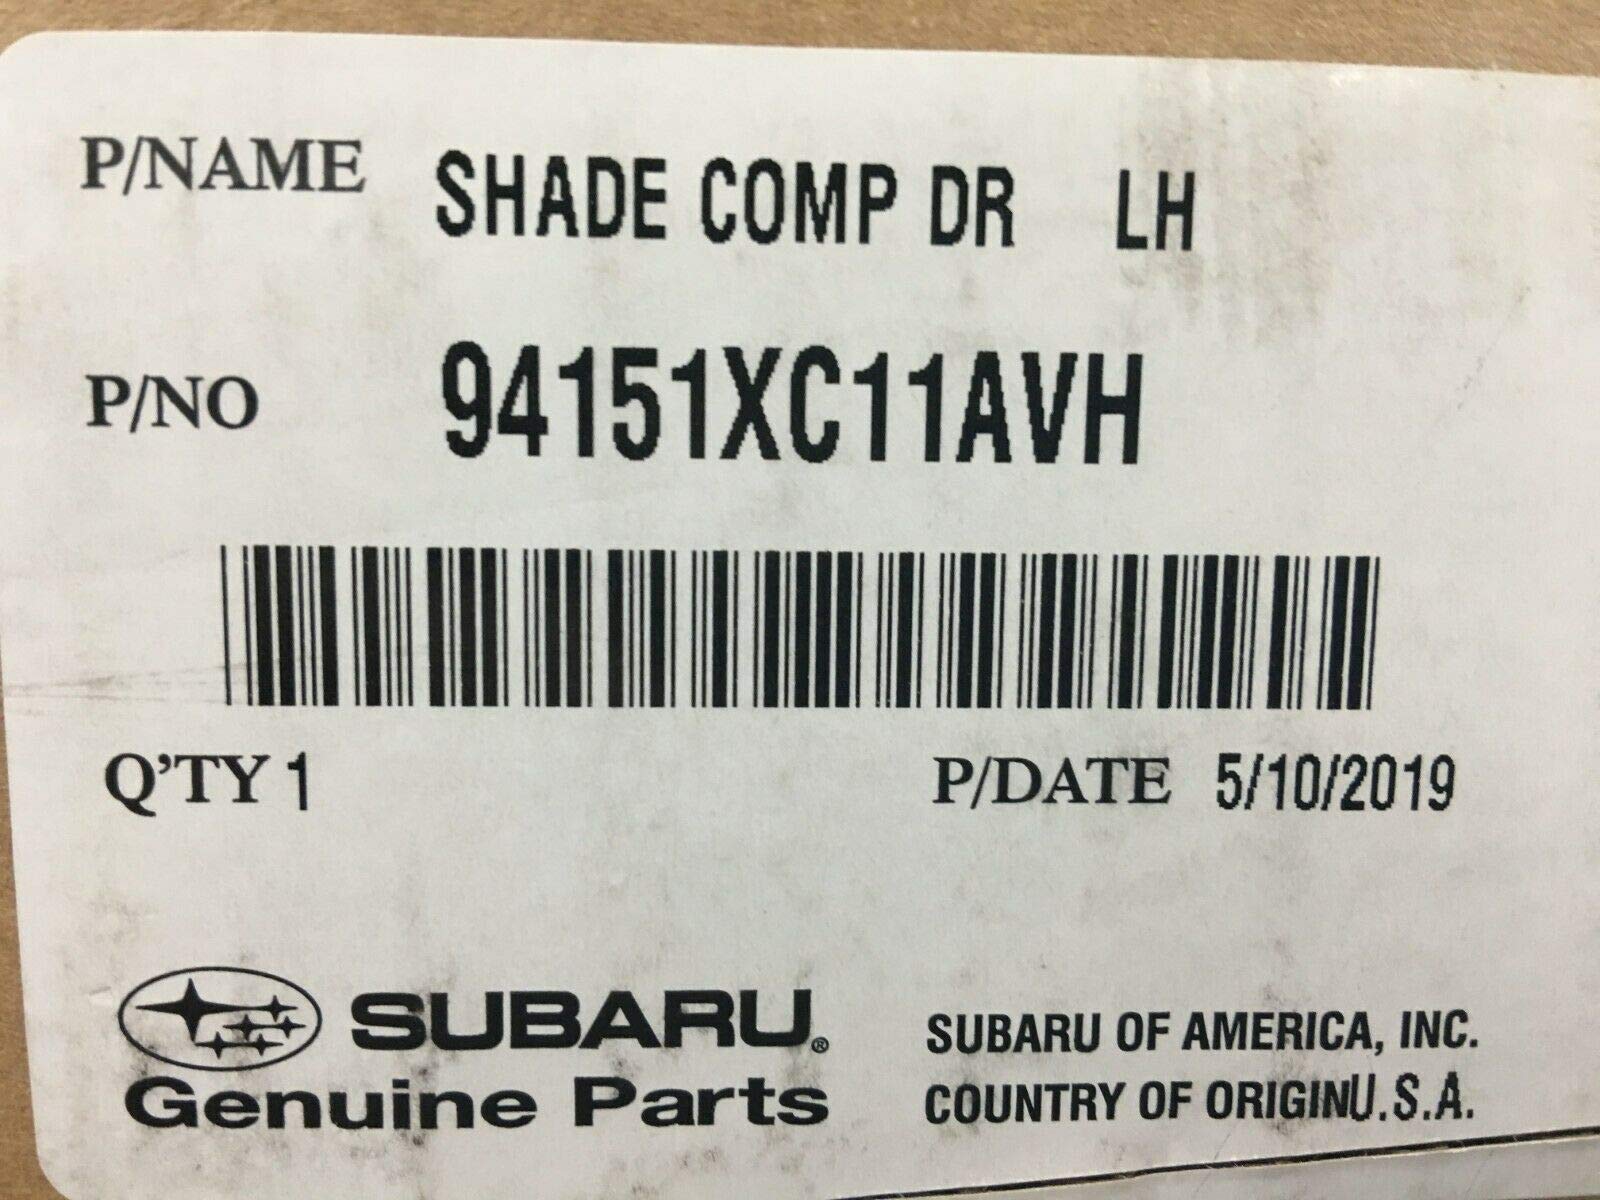 P/NAME SHADE COMP DR LH
P/NO 94151XC11AVH
Q'TY 1 P/DATE 5/10/2019
SUBARU® SUBARU OF AMERICA, INC.
Genuine Parts COUNTRY OF ORIGINU.S.A.